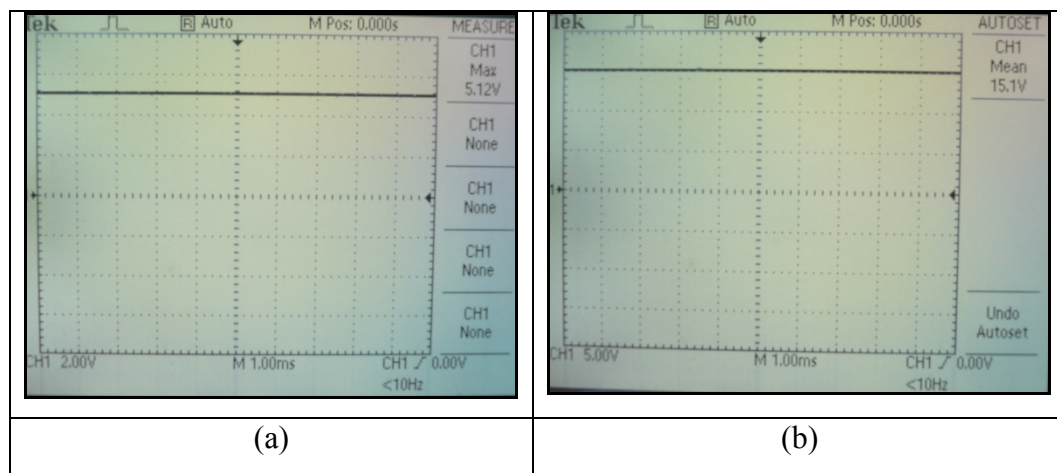 Tek R Auto M Pos: 0.000s MEASURE
CH1
Max
5.12V
CH1
None
CH1
None
CH1
None
CH1
None
CH1 2.00V M 1.00ms CH1 0.00V
<10Hz
(a)
Tek R Auto M Pos: 0.000s AUTOSET
CH1
Mean
15.1V
1
Undo
Autoset
CH1 5.00V M 1.00ms CH1 0.00V
<10Hz
(b)